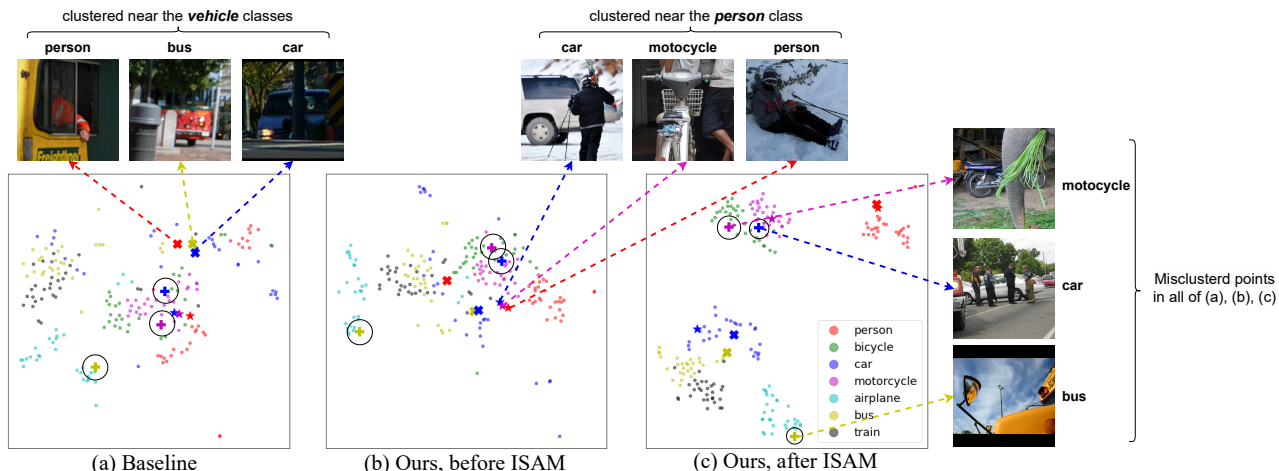 clustered near the vehicle classes
clustered near the person class
person
bus
car
car
motocycle
person
Freightliner
motocycle
car
bus
Misclusterd points
in all of (a), (b), (c)
person
bicycle
car
motorcycle
airplane
bus
train
(a) Baseline
(b) Ours, before ISAM
(c) Ours, after ISAM